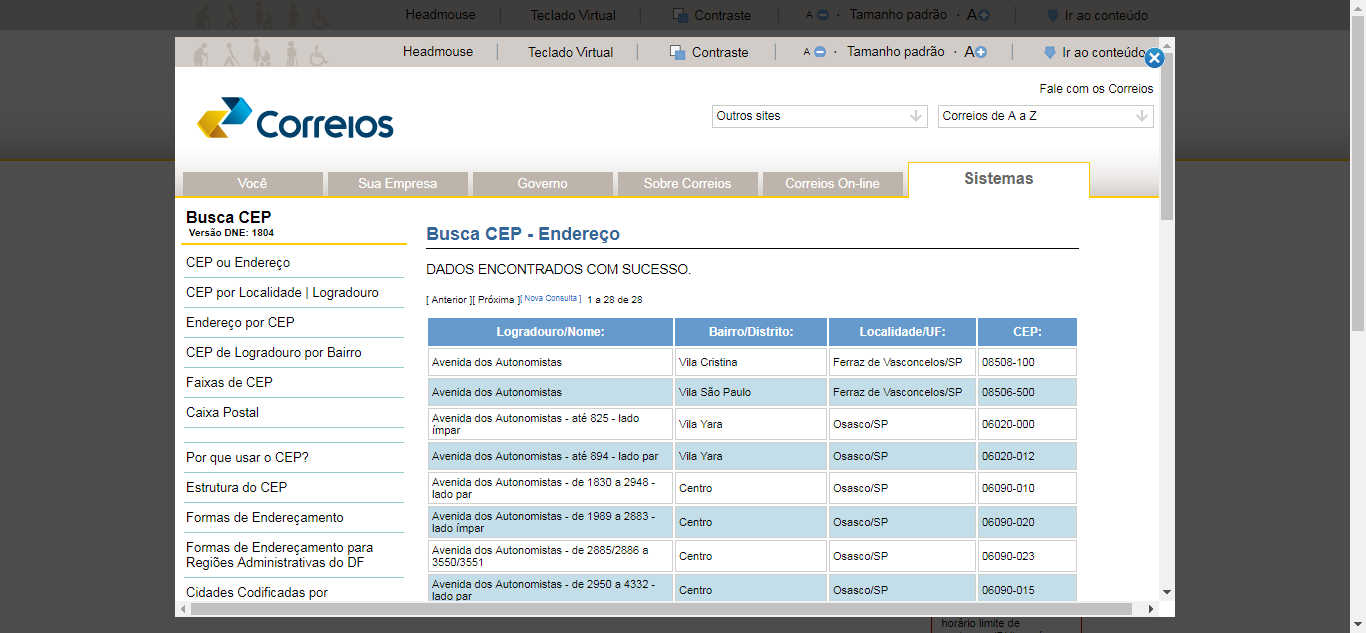 Headmouse Teclado Virtual Contraste A · Tamanho padrão · A Ir ao conteúdo
Headmouse Teclado Virtual Contraste A · Tamanho padrão · A Ir ao conteúdo
Fale com os Correios
Correios
Outros sites Correios de A a Z
Você Sua Empresa Governo Sobre Correios Correios On-line Sistemas
Busca CEP
Versão DNE: 1804
CEP ou Endereço
CEP por Localidade | Logradouro
Endereço por CEP
CEP de Logradouro por Bairro
Faixas de CEP
Caixa Postal
Por que usar o CEP?
Estrutura do CEP
Formas de Endereçamento
Formas de Endereçamento para
Regiões Administrativas do DF
Cidades Codificadas por
Busca CEP - Endereço
DADOS ENCONTRADOS COM SUCESSO.
[ Anterior ][ Próxima ][ Nova Consulta ] 1 a 28 de 28
Logradouro/Nome: Bairro/Distrito: Localidade/UF: CEP:
Avenida dos Autonomistas Vila Cristina Ferraz de Vasconcelos/SP 08508-100
Avenida dos Autonomistas Vila São Paulo Ferraz de Vasconcelos/SP 08506-500
Avenida dos Autonomistas - até 825 - lado
ímpar Vila Yara Osasco/SP 06020-000
Avenida dos Autonomistas - até 894 - lado par Vila Yara Osasco/SP 06020-012
Avenida dos Autonomistas - de 1830 a 2948 -
lado par Centro Osasco/SP 06090-010
Avenida dos Autonomistas - de 1989 a 2883 -
lado ímpar Centro Osasco/SP 06090-020
Avenida dos Autonomistas - de 2885/2886 a
3550/3551 Centro Osasco/SP 06090-023
Avenida dos Autonomistas - de 2950 a 4332 -
lado par Centro Osasco/SP 06090-015
horário limite de